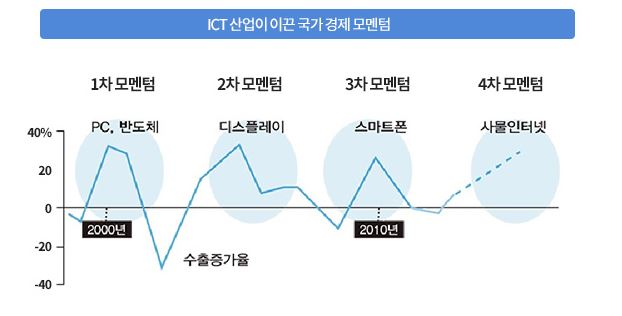 ICT 산업이 이끈 국가 경제 모멘텀
1차 모멘텀 2차 모멘텀 3차 모멘텀 4차 모멘텀
PC, 반도체 디스플레이 스마트폰 사물인터넷
40%
20
0
2000년 2010년
-20
수출증가율
-40